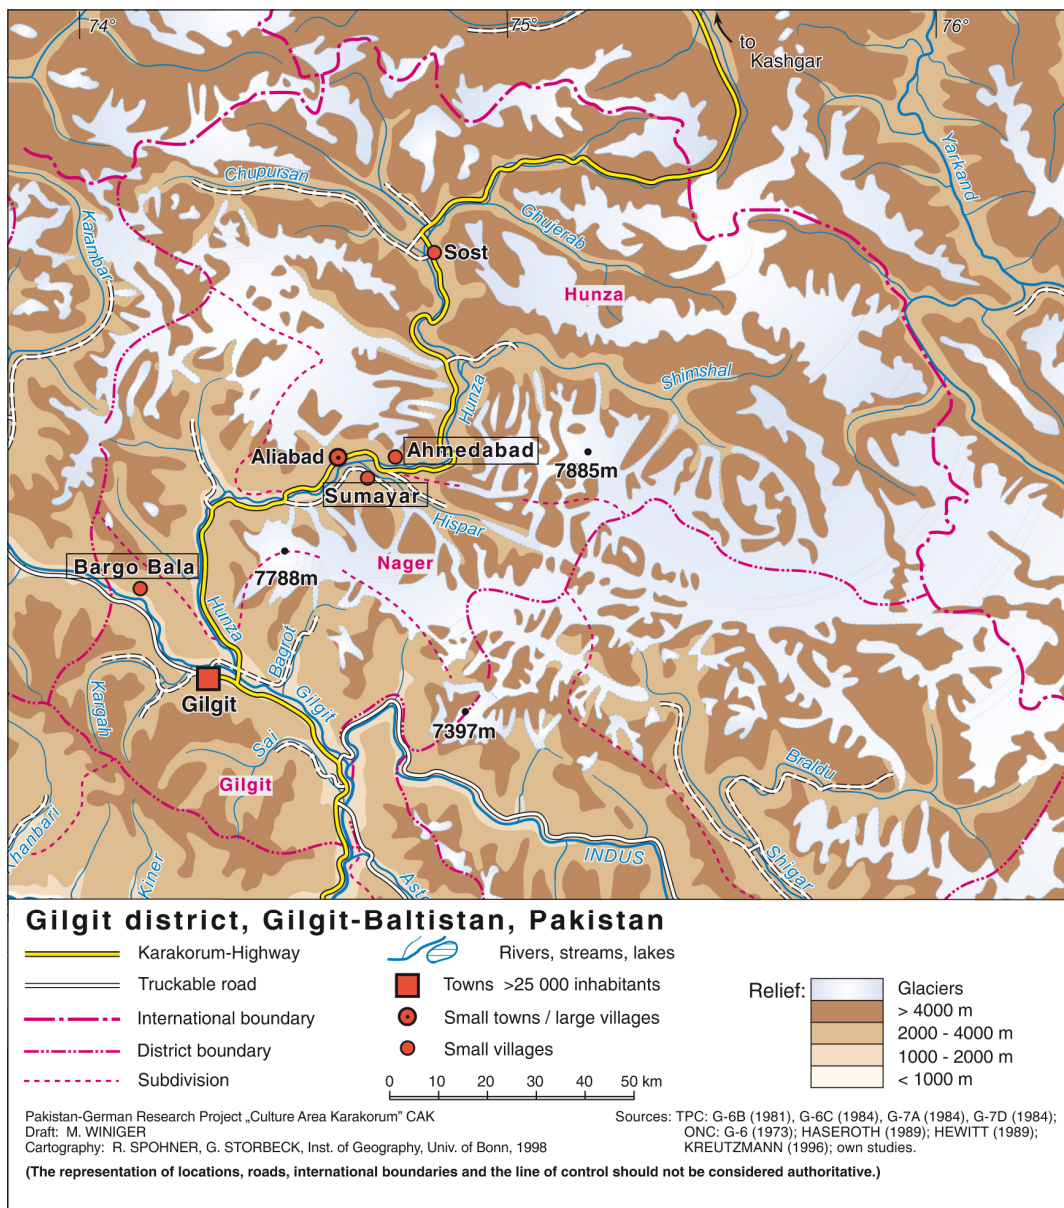 74°
75°
76°
to
Kashgar
Yarkand
Chupursan
Karambar
Ghujerab
Sost
Hunza
Shimshal
Hunza
Aliabad
Ahmedabad
7885m
Sumayar
Hispar
Bargo Bala
7788m
Nager
Hunza
Bagrot
Gilgit
Gilgit
Kargah
7397m
Sai
Gilgit
Braldu
Khanbari
Kiner
INDUS
Shigar
Asto
Gilgit district, Gilgit-Baltistan, Pakistan
Karakorum-Highway
Truckable road
International boundary
District boundary
Subdivision
Rivers, streams, lakes
Towns >25 000 inhabitants
Small towns / large villages
Small villages
0 10 20 30 40 50 km
Relief:
Glaciers
> 4000 m
2000 - 4000 m
1000 - 2000 m
< 1000 m
Pakistan-German Research Project „Culture Area Karakorum" CAK
Draft: M. WINIGER
Cartography: R. SPOHNER, G. STORBECK, Inst. of Geography, Univ. of Bonn, 1998
Sources: TPC: G-6B (1981), G-6C (1984), G-7A (1984), G-7D (1984);
ONC: G-6 (1973); HASEROTH (1989); HEWITT (1989);
KREUTZMANN (1996); own studies.
(The representation of locations, roads, international boundaries and the line of control should not be considered authoritative.)